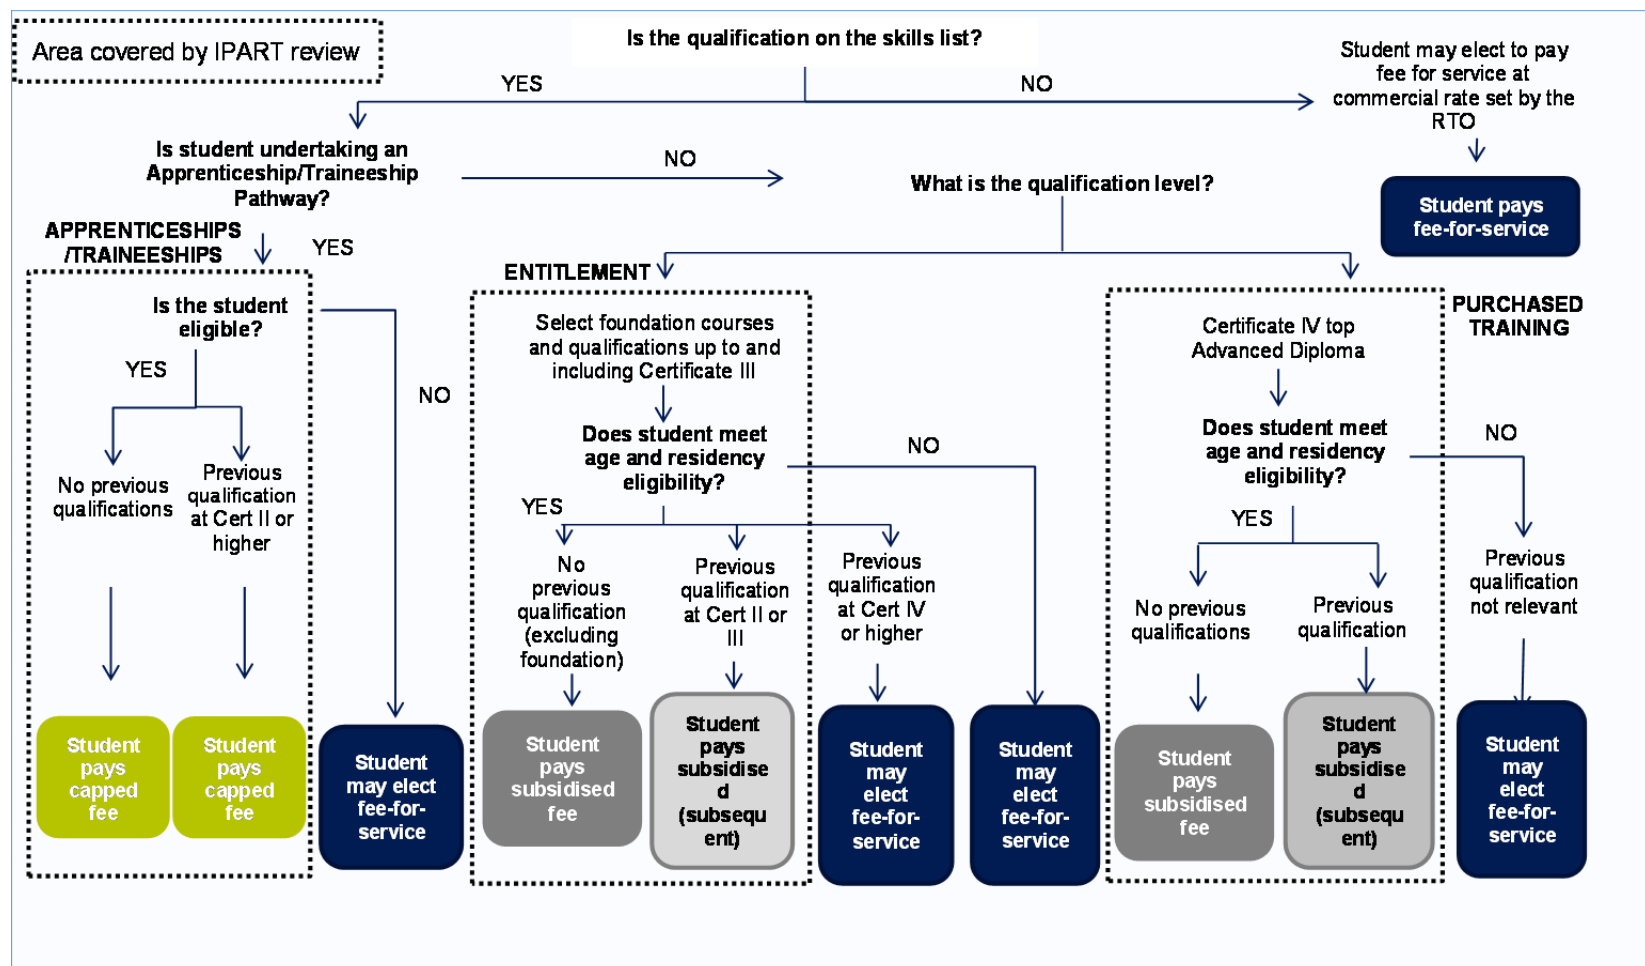 Area covered by IPART review
Is the qualification on the skills list?
YES
NO
Student may elect to pay
fee for service at
commercial rate set by the
RTO
Student pays
fee-for-service
Is student undertaking an
Apprenticeship/Traineeship
Pathway?
NO
What is the qualification level?
APPRENTICESHIPS
/TRAINEESHIPS
YES
Is the student
eligible?
YES
NO
No previous
qualifications
Previous
qualification
at Cert II or
higher
Student
pays
capped
fee
Student
pays
capped
fee
Student
may elect
fee-for-
service
ENTITLEMENT
Select foundation courses
and qualifications up to and
including Certificate III
Does student meet
age and residency
eligibility?
NO
YES
No
previous
qualification
(excluding
foundation)
Previous
qualification
at Cert II or
III
Previous
qualification
at Cert IV
or higher
Student
pays
subsidised
fee
Student
pays
subsidise
d
(subsequ
ent)
Student
may
elect
fee-for-
service
Student
may
elect
fee-for-
service
PURCHASED
TRAINING
Certificate IV top
Advanced Diploma
Does student meet
age and residency
eligibility?
NO
YES
No previous
qualifications
Previous
qualification
Previous
qualification
not relevant
Student
pays
subsidised
fee
Student
pays
subsidise
d
(subsequ
ent)
Student
may
elect
fee-for-
service